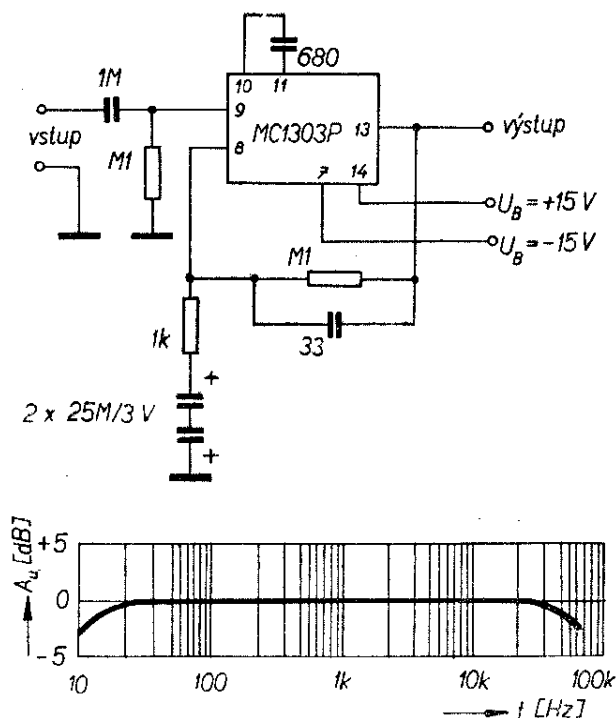 680
10 11
1M
9
vstup
M1
8
MC1303P
13
výstup
7
14
U_B = +15 V
U_B = -15 V
M1
1k
33
+
2 x 25M/3 V
+
A_u [dB]
+5
0
-5
10 100 1k 10k 100k
f [Hz]